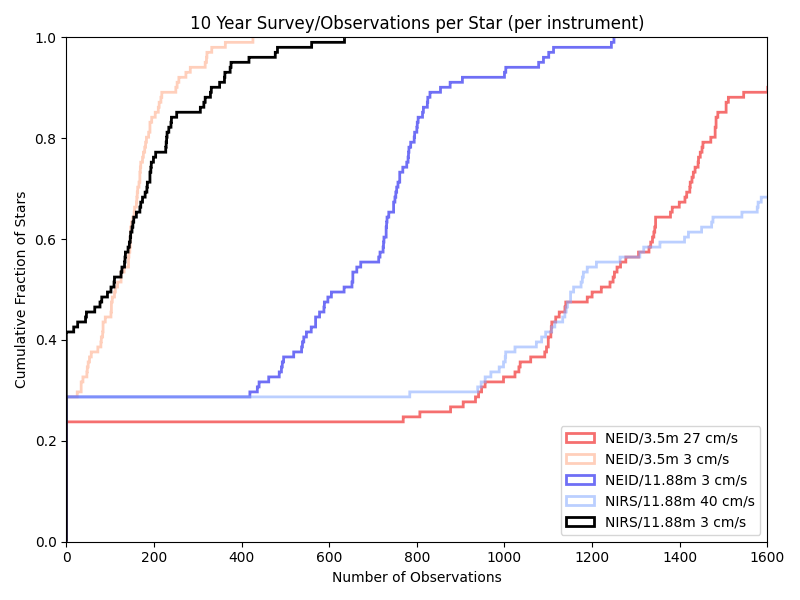 10 Year Survey/Observations per Star (per instrument)
1.0
0.8
0.6
0.4
0.2
0.0
Cumulative Fraction of Stars
NEID/3.5m 27 cm/s
NEID/3.5m 3 cm/s
NEID/11.88m 3 cm/s
NIRS/11.88m 40 cm/s
NIRS/11.88m 3 cm/s
0 200 400 600 800 1000 1200 1400 1600
Number of Observations